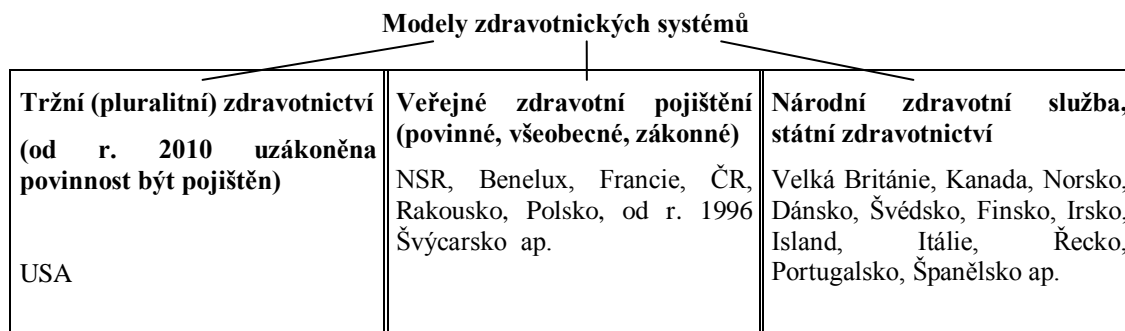 Modely zdravotnických systémů
Tržní (pluralitní) zdravotnictví
(od r. 2010 uzákoněna
povinnost být pojištěn)
USA
Veřejné zdravotní pojištění
(povinné, všeobecné, zákonné)
NSR, Benelux, Francie, ČR,
Rakousko, Polsko, od r. 1996
Švýcarsko ap.
Národní zdravotní služba,
státní zdravotnictví
Velká Británie, Kanada, Norsko,
Dánsko, Švédsko, Finsko, Irsko,
Island, Itálie, Řecko,
Portugalsko, Španělsko ap.